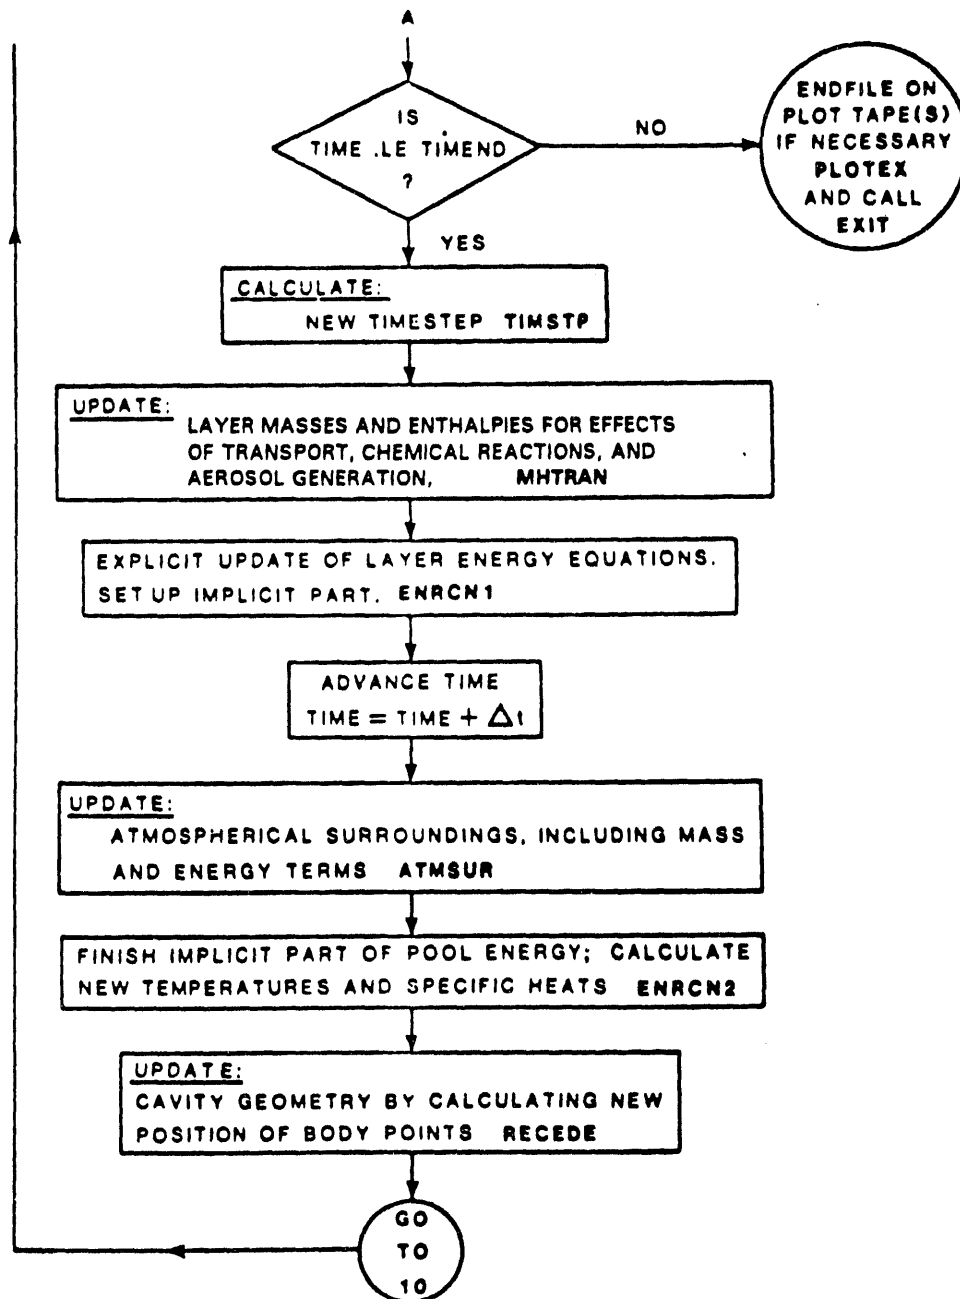 A
IS
TIME .LE TIMEND
?
NO
ENDFILE ON
PLOT TAPE(S)
IF NECESSARY
PLOTEX
AND CALL
EXIT
YES
CALCULATE:
NEW TIMESTEP TIMSTP
UPDATE:
LAYER MASSES AND ENTHALPIES FOR EFFECTS
OF TRANSPORT, CHEMICAL REACTIONS, AND
AEROSOL GENERATION, MHTRAN
EXPLICIT UPDATE OF LAYER ENERGY EQUATIONS.
SET UP IMPLICIT PART. ENRCN1
ADVANCE TIME
TIME = TIME + Δt
UPDATE:
ATMOSPHERICAL SURROUNDINGS, INCLUDING MASS
AND ENERGY TERMS ATMSUR
FINISH IMPLICIT PART OF POOL ENERGY; CALCULATE
NEW TEMPERATURES AND SPECIFIC HEATS ENRCN2
UPDATE:
CAVITY GEOMETRY BY CALCULATING NEW
POSITION OF BODY POINTS RECEDE
GO
TO
10